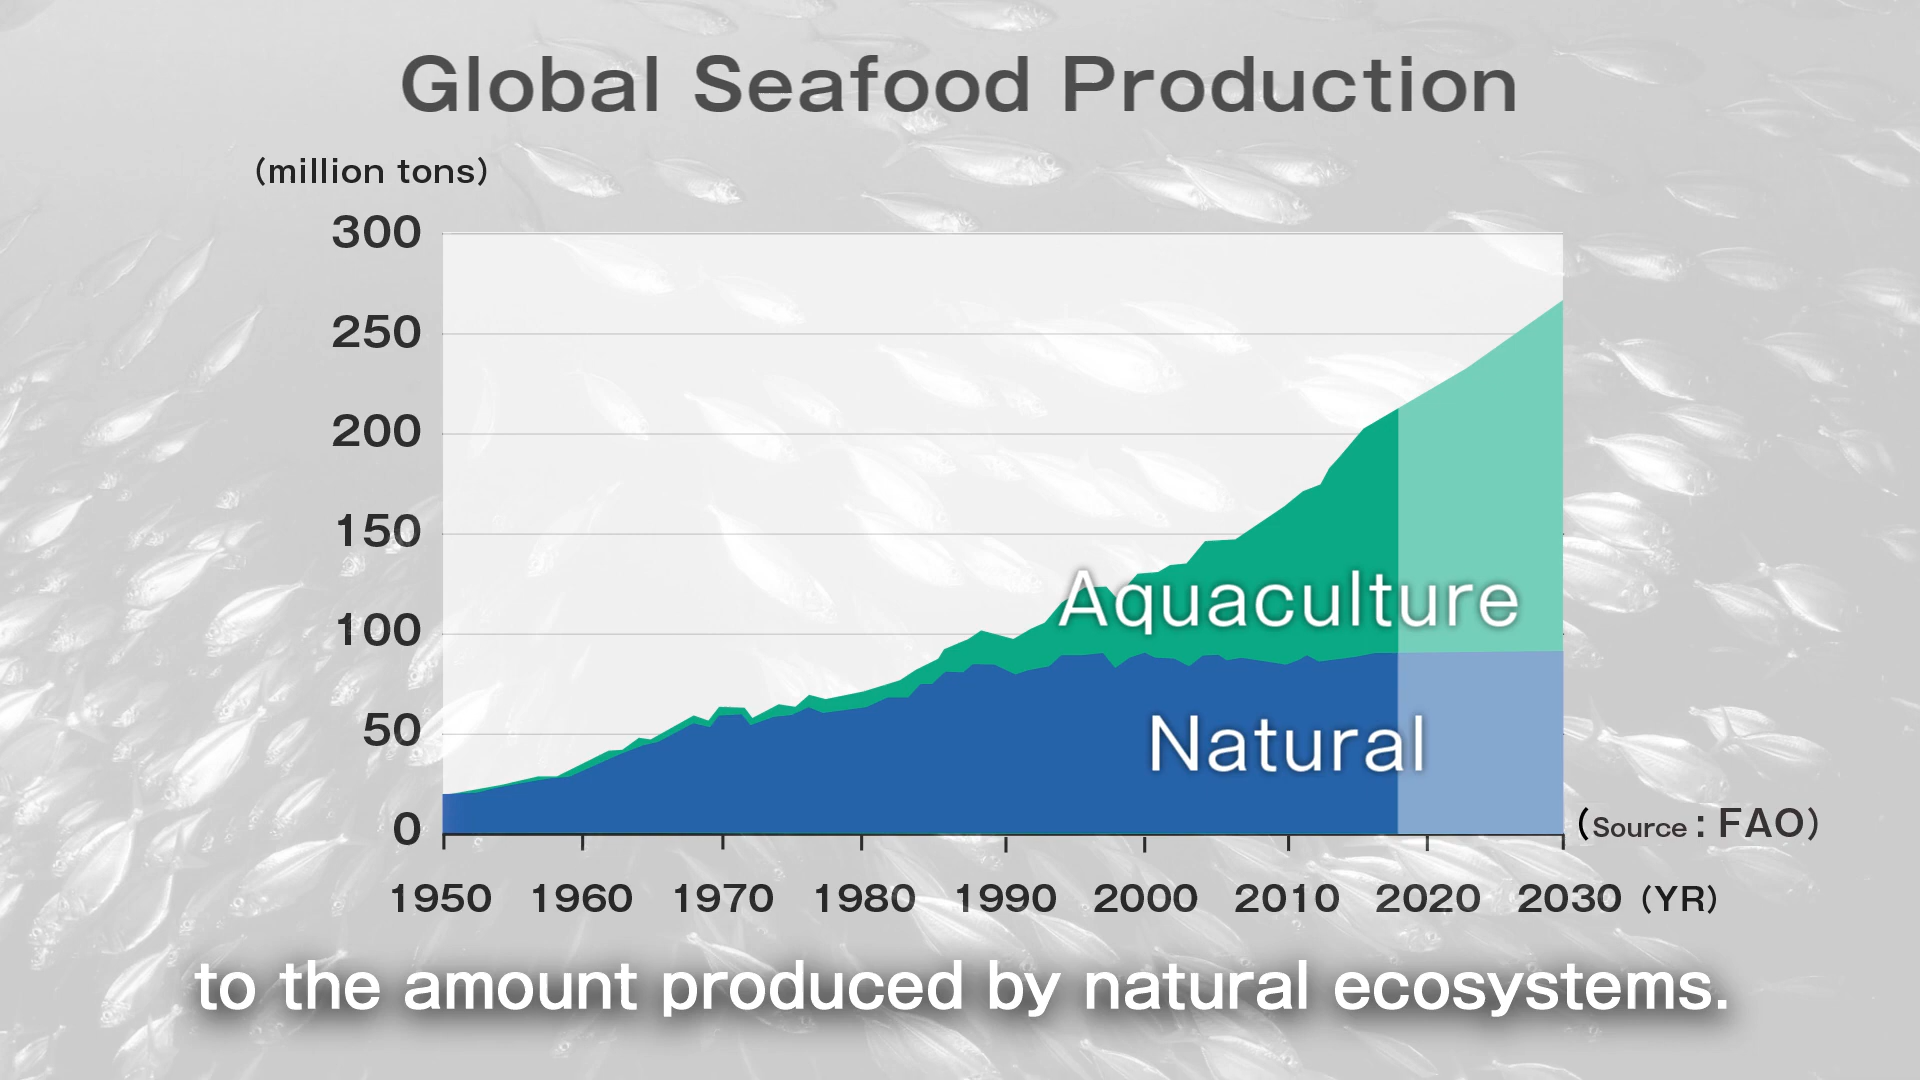 Global Seafood Production
(million tons)
300
250
200
150
100
50
0
Aquaculture
Natural
(Source : FAO)
1950 1960 1970 1980 1990 2000 2010 2020 2030 (YR)
to the amount produced by natural ecosystems.